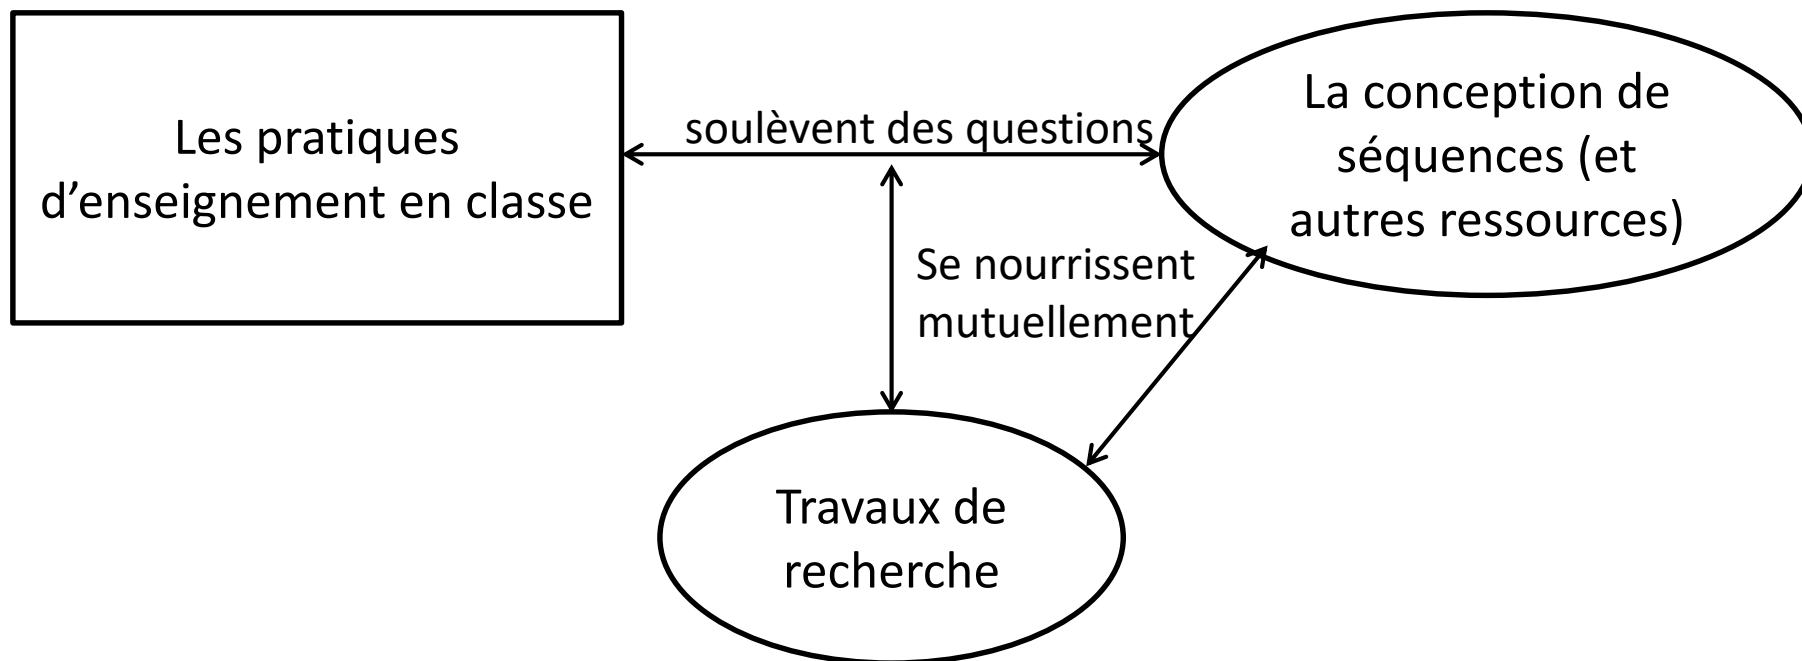 Les pratiques
d’enseignement en classe
soulèvent des questions
La conception de
séquences (et
autres ressources)
Se nourrissent
mutuellement
Travaux de
recherche